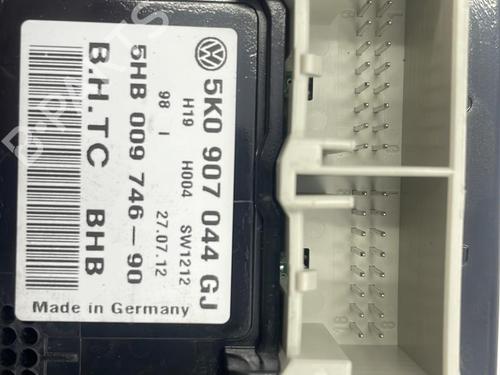 5K0 907 044 GJ
H19 H004 SW1212
98 I 27.07.12
5HB 009 746-90
B.H.TC BHB
Made in Germany
B-PARTS